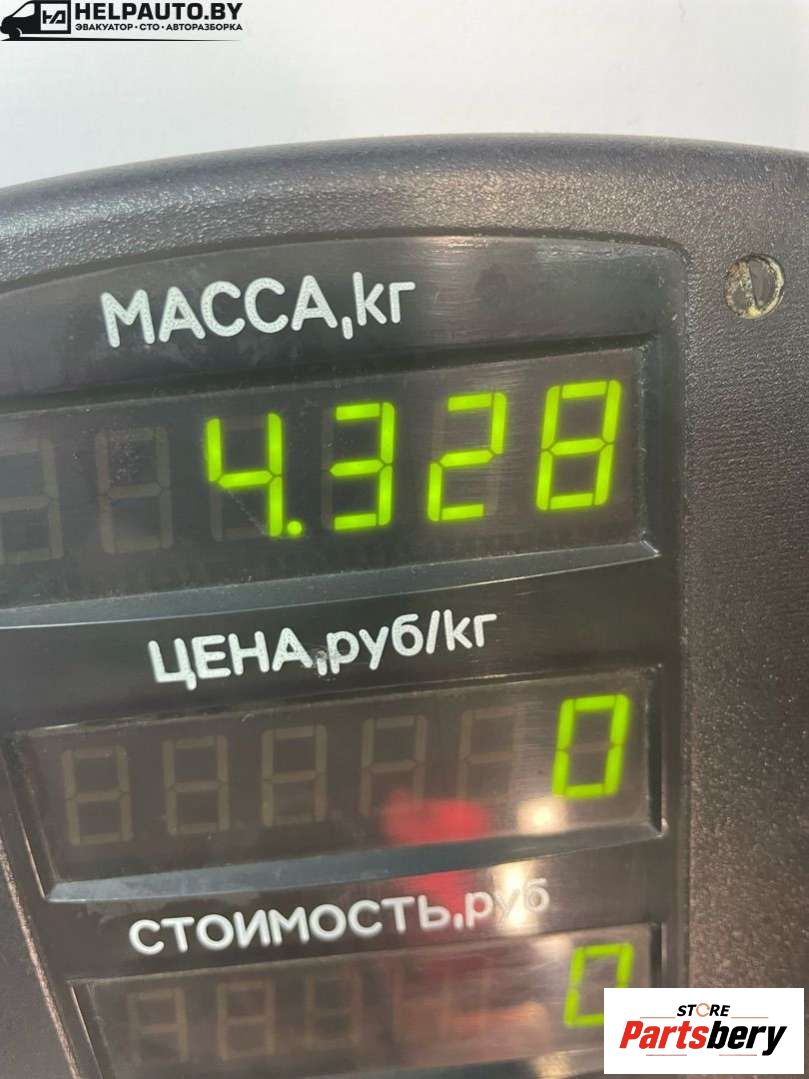 HELPAUTO.BY
ЭВАКУАТОР · СТО · АВТОРАЗБОРКА
МАССА,кг
4.328
ЦЕНА,руб/кг
0
СТОИМОСТЬ,руб
0
STORE
Partsbery